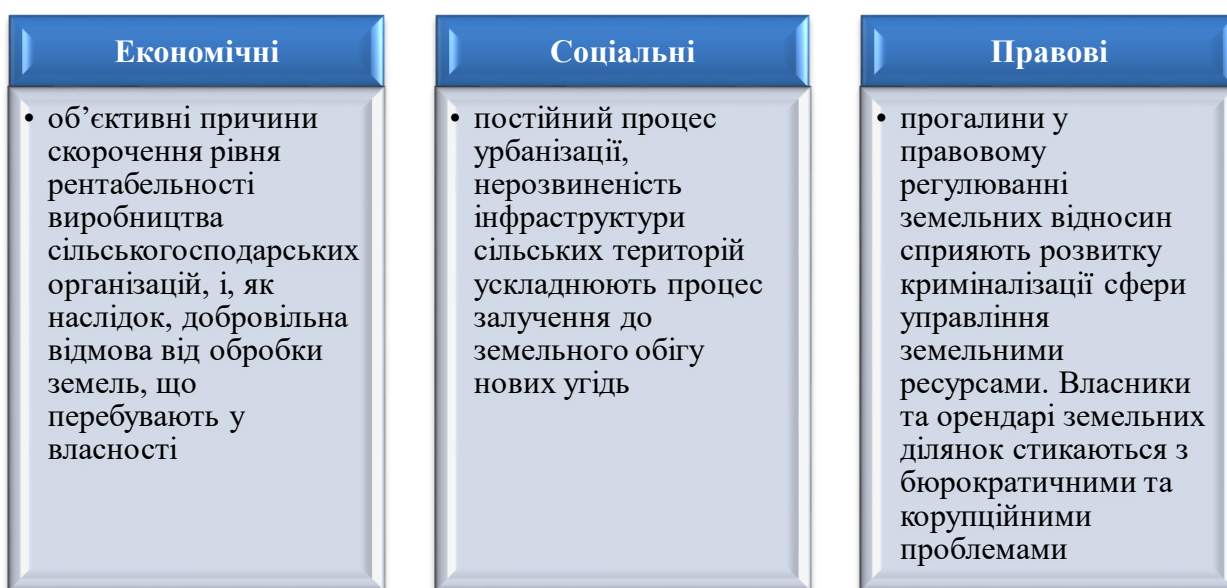 Економічні
• об’єктивні причини
скорочення рівня
рентабельності
виробництва
сільськогосподарських
організацій, і, як
наслідок, добровільна
відмова від обробки
земель, що
перебувають у
власності
Соціальні
• постійний процес
урбанізації,
нерозвиненість
інфраструктури
сільських територій
ускладнюють процес
залучення до
земельного обігу
нових угідь
Правові
• прогалини у
правовому
регулюванні
земельних відносин
сприяють розвитку
криміналізації сфери
управління
земельними
ресурсами. Власники
та орендарі земельних
ділянок стикаються з
бюрократичними та
корупційними
проблемами